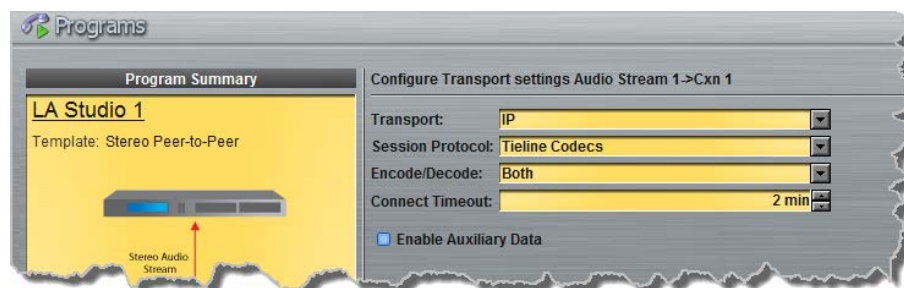 Programs
Program Summary
LA Studio 1
Template: Stereo Peer-to-Peer
Stereo Audio
Stream
Configure Transport settings Audio Stream 1->Cxn 1
Transport: IP
Session Protocol: Tieline Codecs
Encode/Decode: Both
Connect Timeout: 2 min
Enable Auxiliary Data